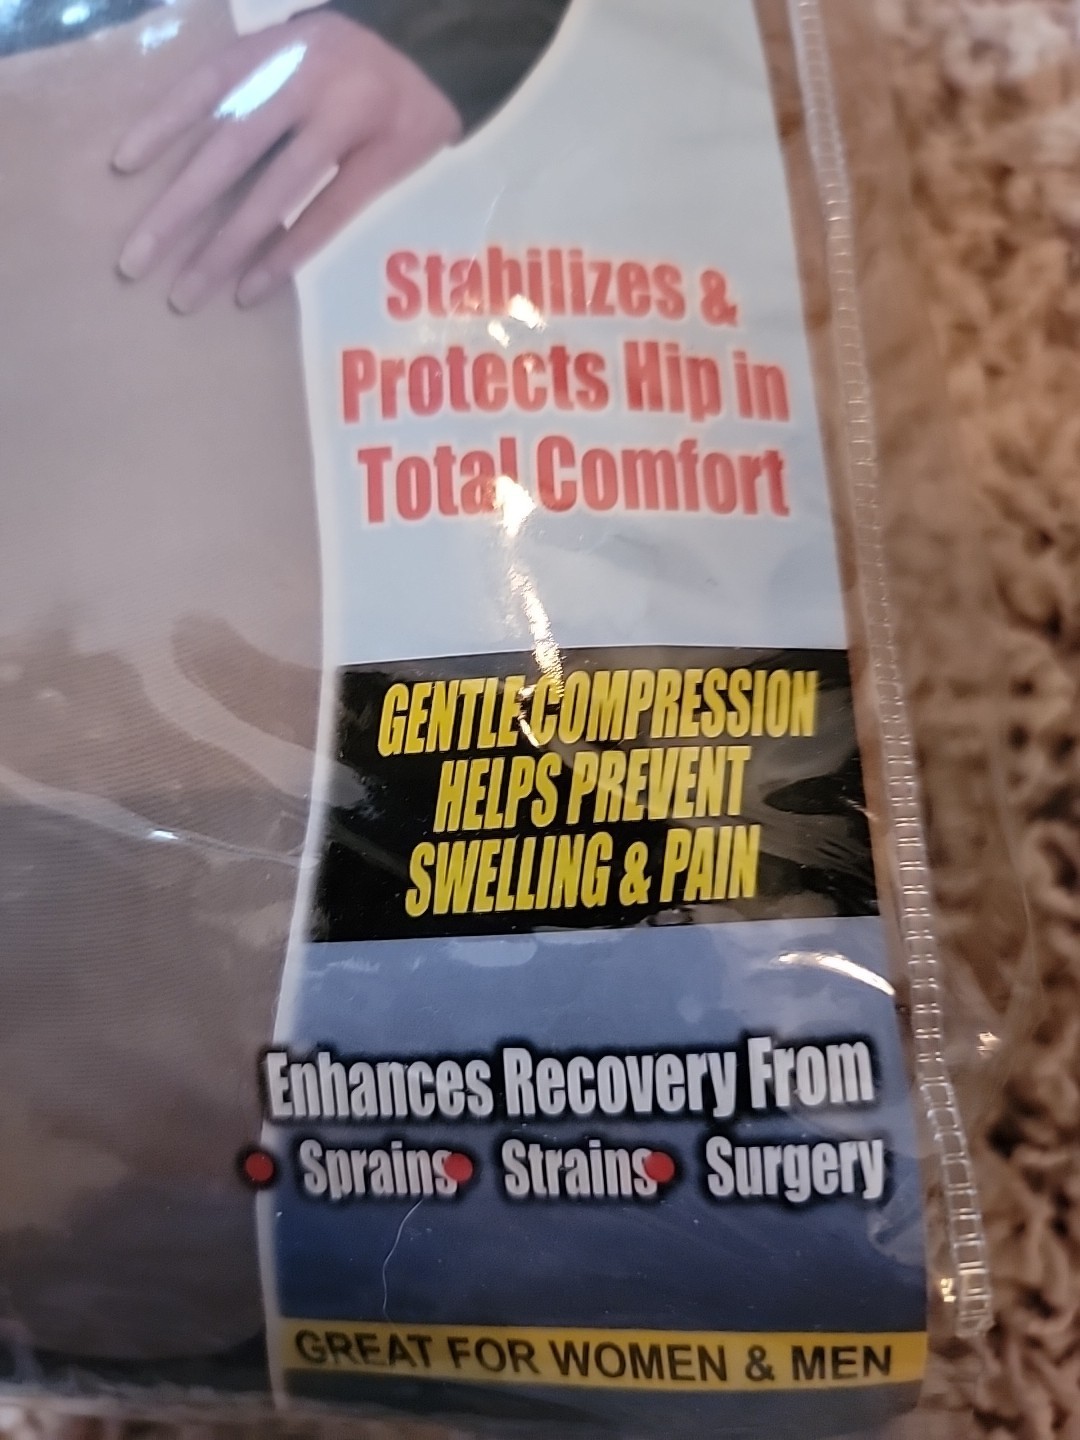 Stabilizes &
Protects Hip in
Total Comfort
GENTLE COMPRESSION
HELPS PREVENT
SWELLING & PAIN
Enhances Recovery From
• Sprains • Strains • Surgery
GREAT FOR WOMEN & MEN